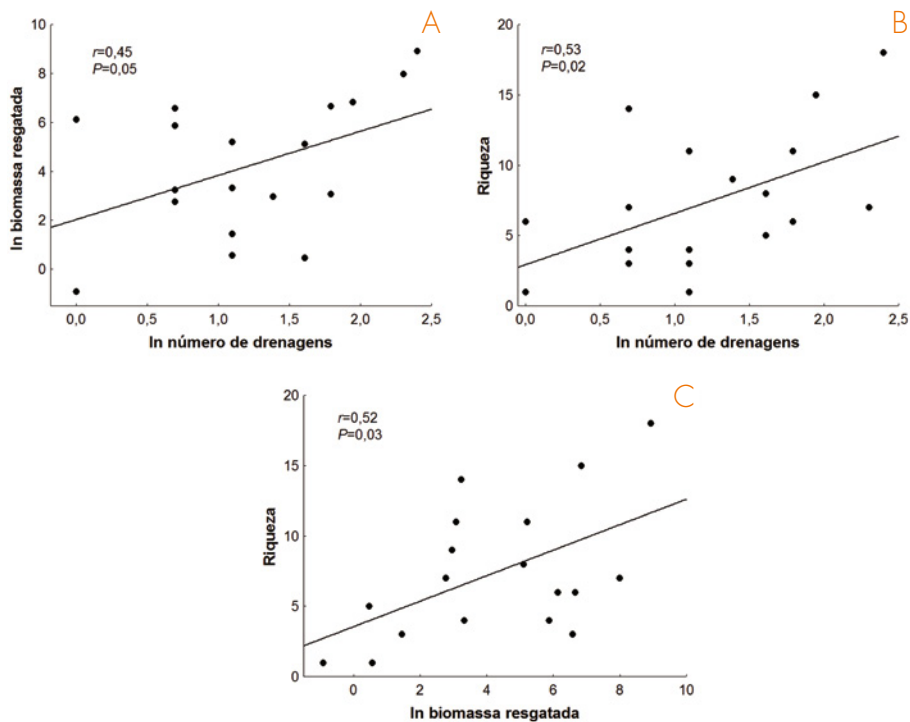 A
r=0,45
P=0,05
10
8
6
4
2
0
ln biomassa resgatada
0,0 0,5 1,0 1,5 2,0 2,5
ln número de drenagens
B
r=0,53
P=0,02
20
15
10
5
0
Riqueza
0,0 0,5 1,0 1,5 2,0 2,5
ln número de drenagens
C
r=0,52
P=0,03
20
15
10
5
0
Riqueza
0 2 4 6 8 10
ln biomassa resgatada